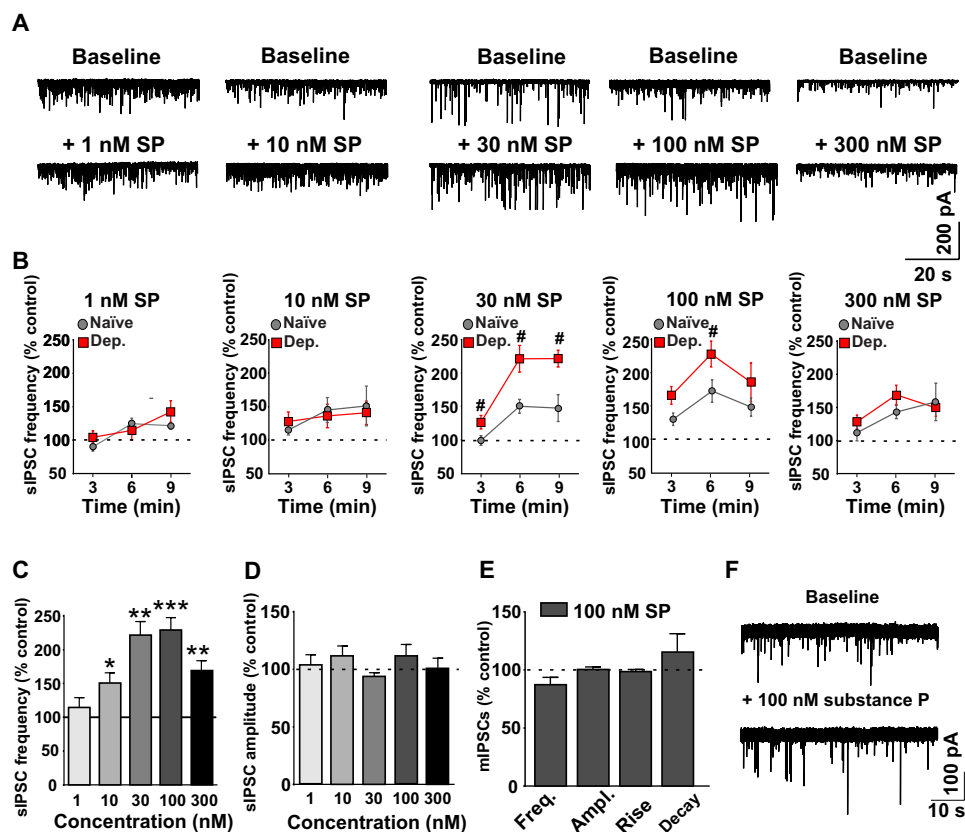 A
Baseline Baseline Baseline Baseline Baseline
+ 1 nM SP + 10 nM SP + 30 nM SP + 100 nM SP + 300 nM SP
200 pA
20 s
B
1 nM SP
Naïve
Dep.
sIPSC frequency (% control)
250
200
150
100
50
3 6 9
Time (min)
10 nM SP
Naïve
Dep.
sIPSC frequency (% control)
250
200
150
100
50
3 6 9
Time (min)
30 nM SP
Naïve
Dep.
# # #
sIPSC frequency (% control)
250
200
150
100
50
3 6 9
Time (min)
100 nM SP
Naïve
Dep.
#
sIPSC frequency (% control)
250
200
150
100
50
3 6 9
Time (min)
300 nM SP
Naïve
Dep.
sIPSC frequency (% control)
250
200
150
100
50
3 6 9
Time (min)
C
sIPSC frequency (% control)
250
200
150
100
50
0
* ** *** **
1 10 30 100 300
Concentration (nM)
D
sIPSC amplitude (% control)
150
100
50
0
1 10 30 100 300
Concentration (nM)
E
100 nM SP
mIPSCs (% control)
150
100
50
0
Freq. Ampl. Rise Decay
F
Baseline
+ 100 nM substance P
100 pA
10 s